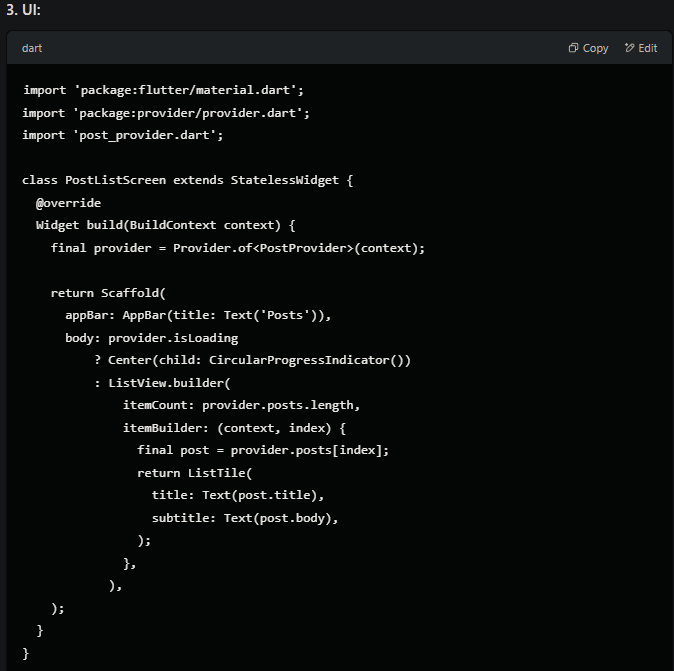 3. UI:
dart
Copy
Edit
import 'package:flutter/material.dart';
import 'package:provider/provider.dart';
import 'post_provider.dart';

class PostListScreen extends StatelessWidget {
  @override
  Widget build(BuildContext context) {
    final provider = Provider.of<PostProvider>(context);

    return Scaffold(
      appBar: AppBar(title: Text('Posts')),
      body: provider.isLoading
          ? Center(child: CircularProgressIndicator())
          : ListView.builder(
              itemCount: provider.posts.length,
              itemBuilder: (context, index) {
                final post = provider.posts[index];
                return ListTile(
                  title: Text(post.title),
                  subtitle: Text(post.body),
                );
              },
            ),
    );
  }
}